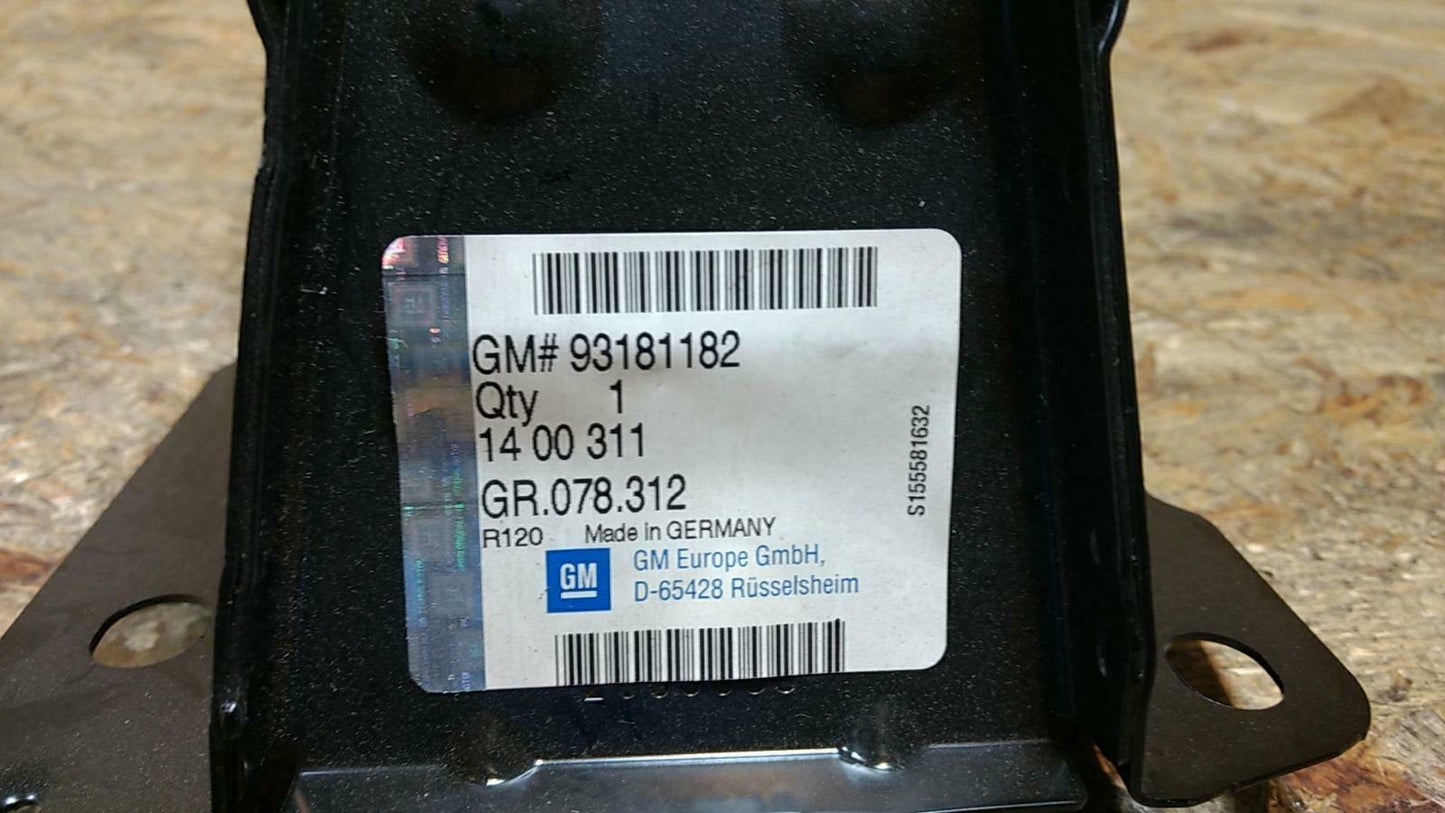 GM# 93181182
Qty 1
14 00 311
GR.078.312
R120 Made in GERMANY
GM
GM Europe GmbH,
D-65428 Rüsselsheim
S155581632